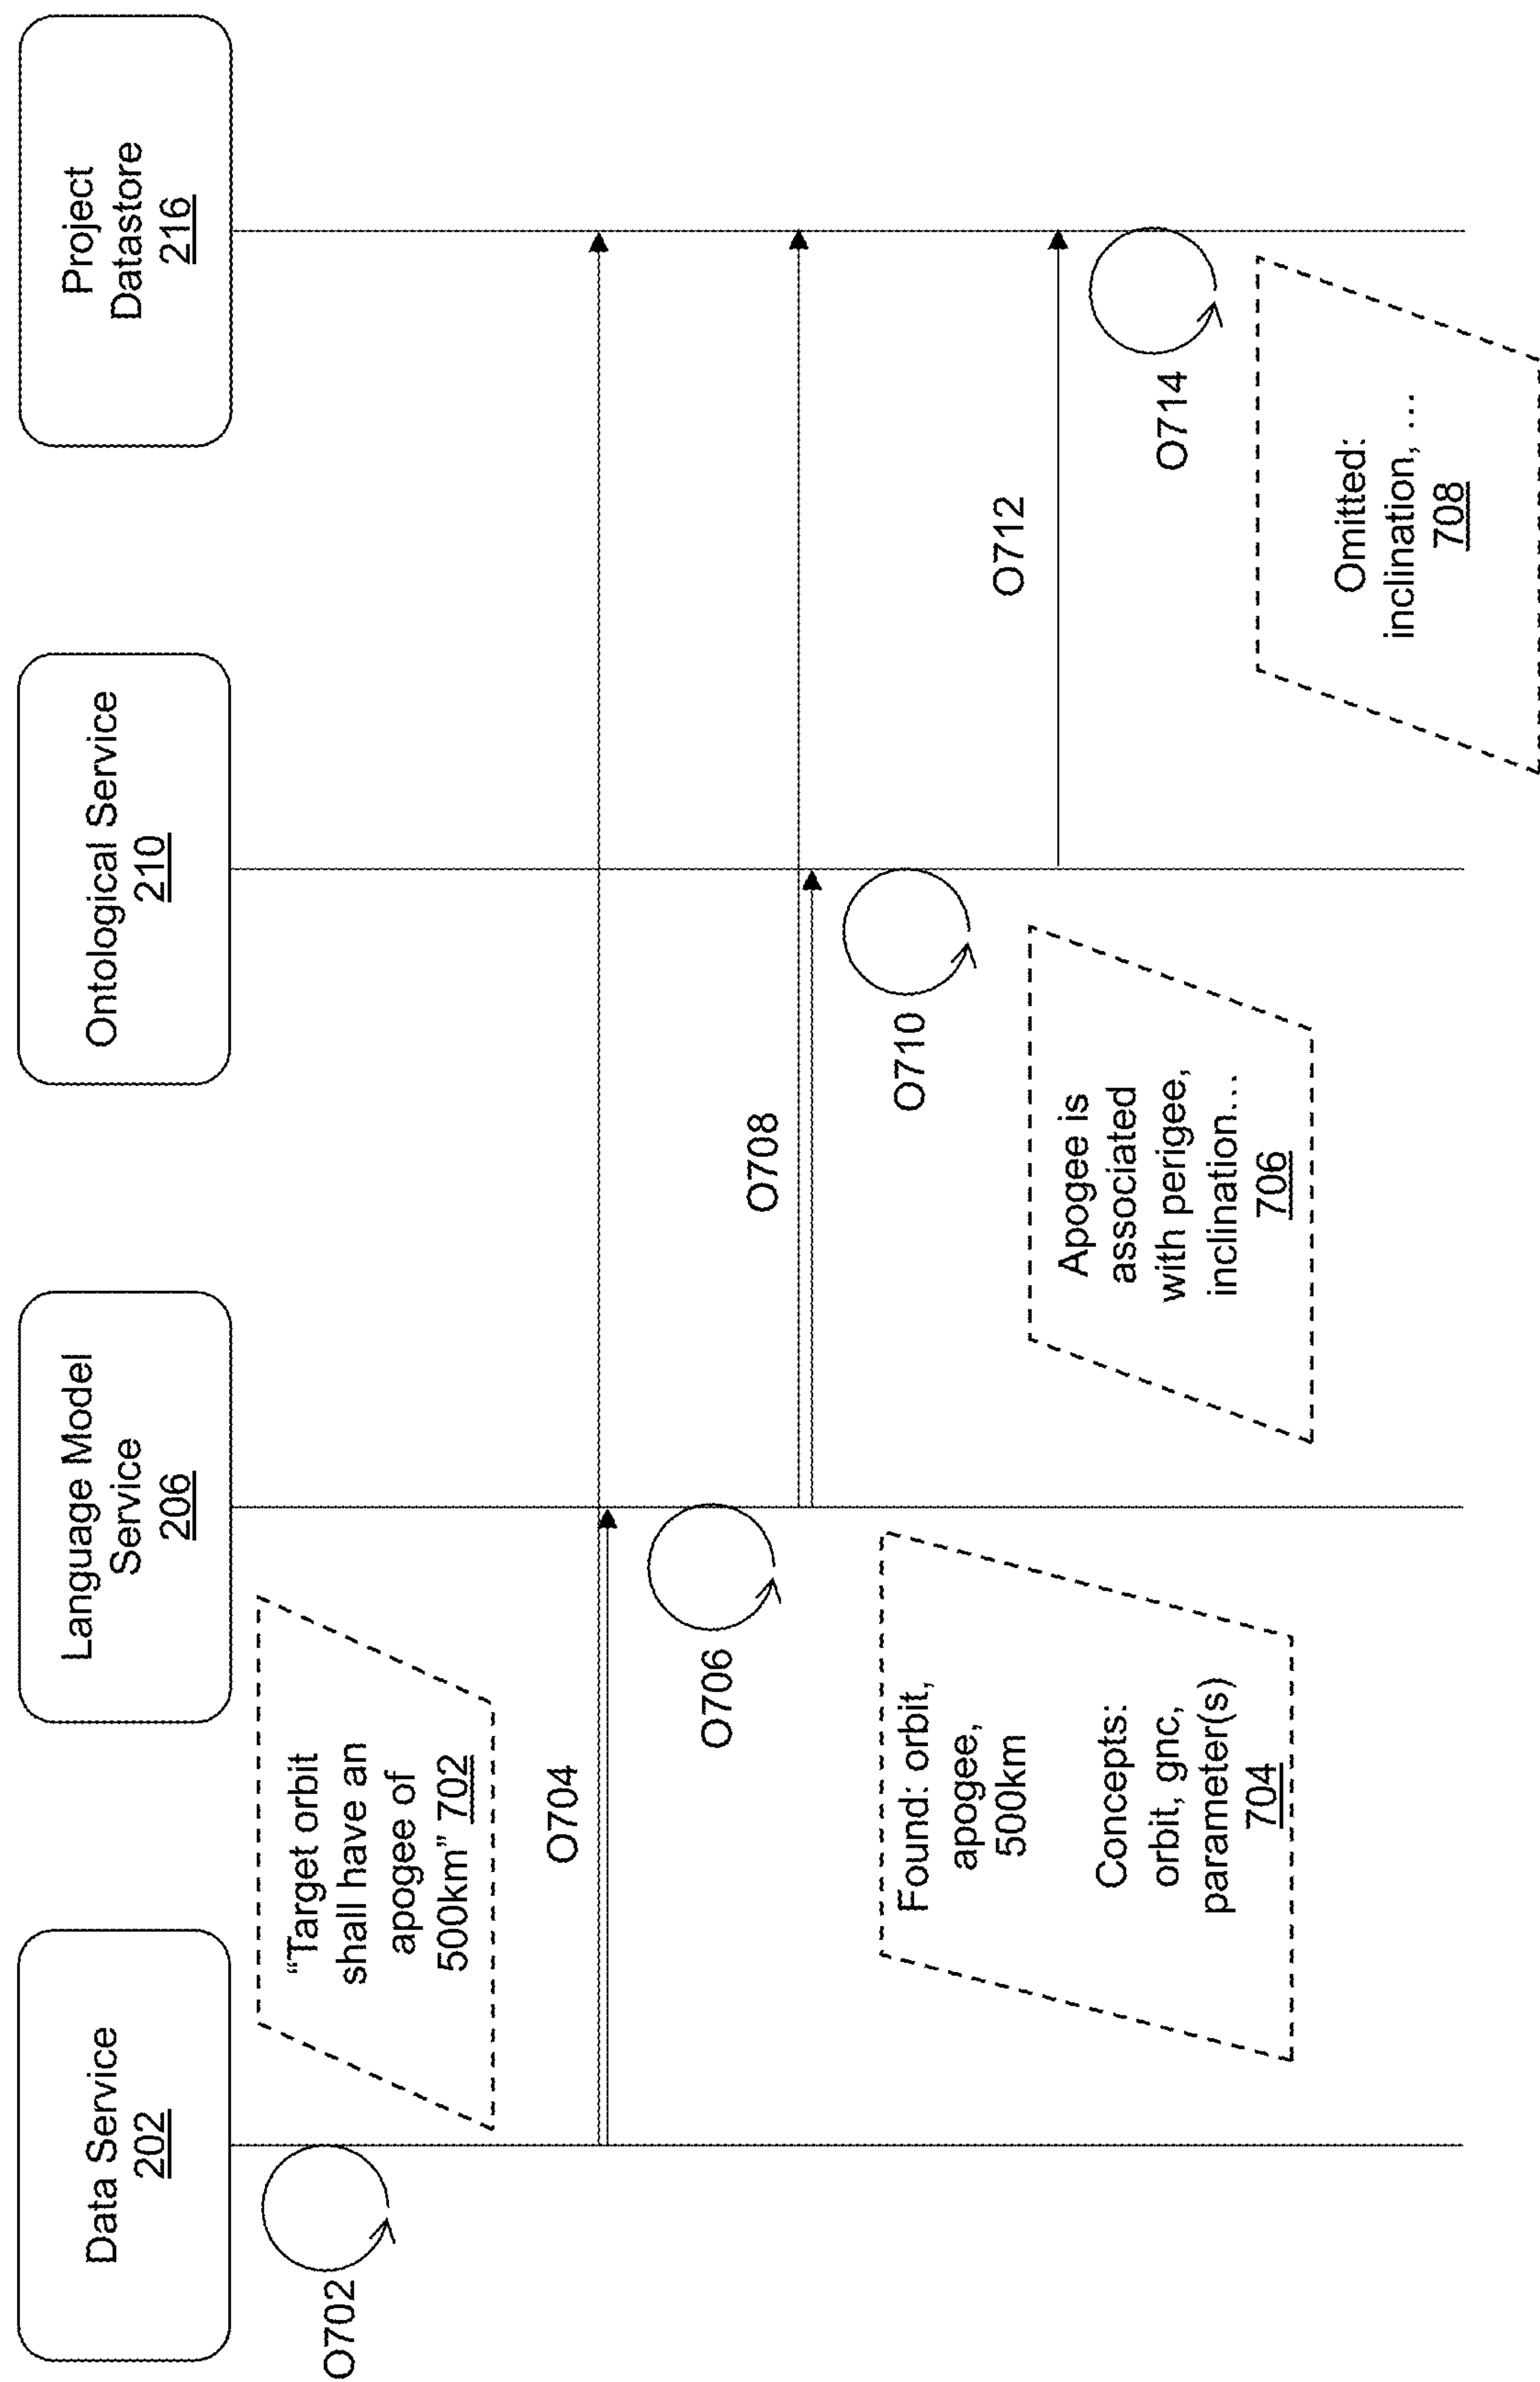 Data Service
202
Language Model
Service
206
Ontological Service
210
Project
Datastore
216
O702
“Target orbit
shall have an
apogee of
500km” 702
O704
O706
Found: orbit,
apogee,
500km
Concepts:
orbit, gnc,
parameter(s)
704
O708
O710
Apogee is
associated
with perigee,
inclination...
706
O712
O714
Omitted:
inclination, ...
708